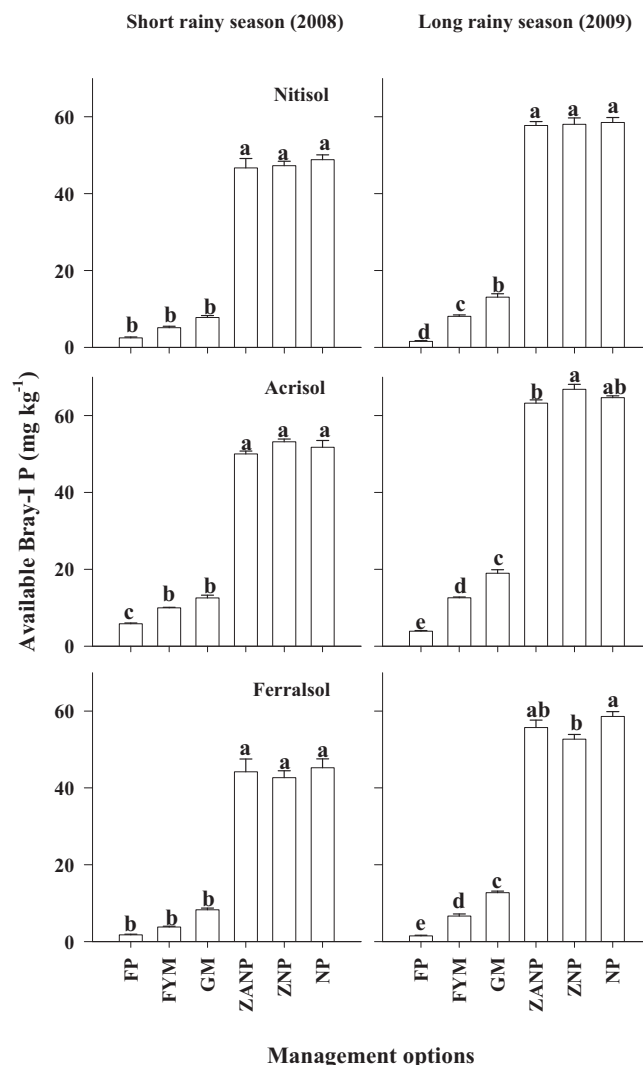 Short rainy season (2008)
Long rainy season (2009)
Available Bray-I P (mg kg⁻¹)
Nitisol
60
40
20
0
b b b a a a
d c b a a a
Acrisol
60
40
20
0
c b b a a a
e d c b a ab
Ferralsol
60
40
20
0
b b b a a a
e d c ab b a
FP FYM GM ZANP ZNP NP
FP FYM GM ZANP ZNP NP
Management options